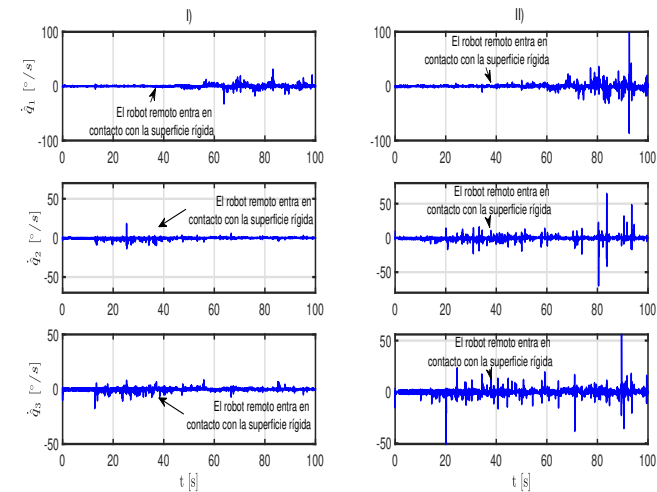 I)
II)
100
0
-100
0 20 40 60 80 100
q̇̂₁ [°/s]
El robot remoto entra en
contacto con la superficie rígida
100
0
-100
0 20 40 60 80 100
El robot remoto entra en
contacto con la superficie rígida
50
0
-50
0 20 40 60 80 100
q̇̂₂ [°/s]
El robot remoto entra en
contacto con la superficie rígida
50
0
-50
0 20 40 60 80 100
El robot remoto entra en
contacto con la superficie rígida
50
0
-50
0 20 40 60 80 100
q̇̂₃ [°/s]
El robot remoto entra en
contacto con la superficie rígida
t [s]
50
0
-50
0 20 40 60 80 100
El robot remoto entra en
contacto con la superficie rígida
t [s]